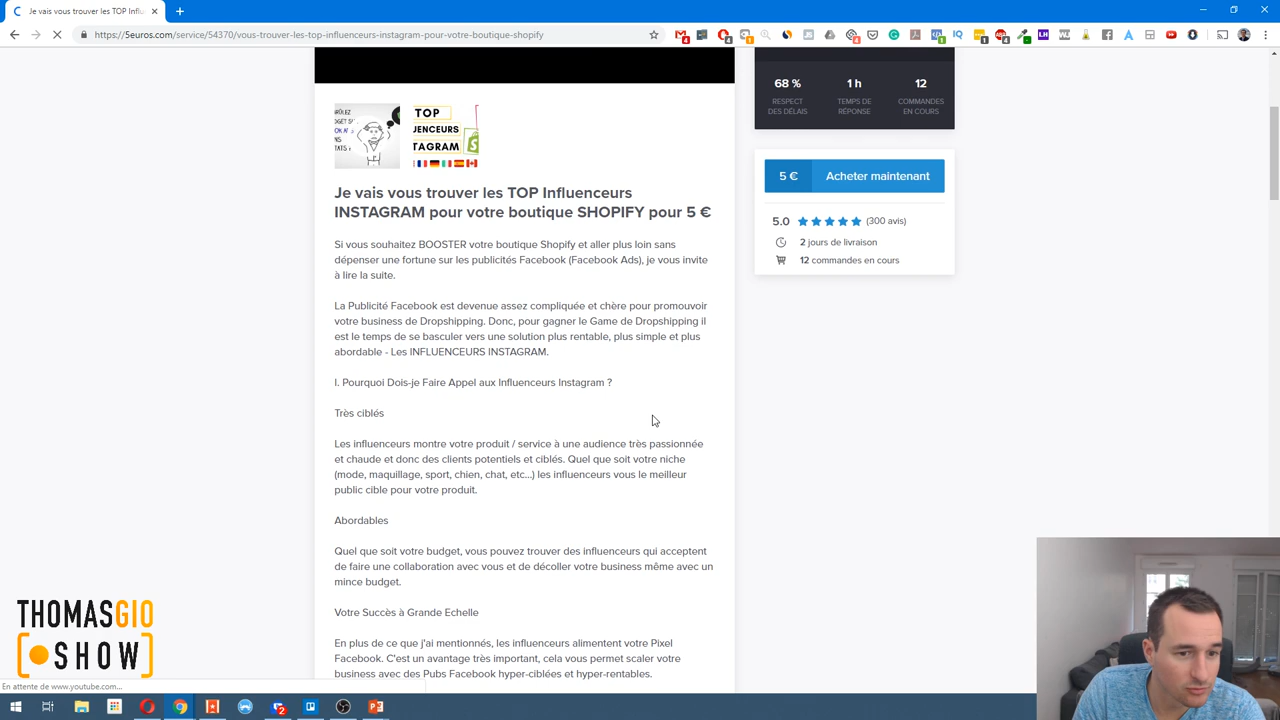 Je vais vous trouver les TOP Influ
https://5euros.com/service/54370/vous-trouver-les-top-influenceurs-instagram-pour-votre-boutique-shopify
68 %
1 h
12
RESPECT
DES DÉLAIS
TEMPS DE
RÉPONSE
COMMANDES
EN COURS
TOP
UENCEURS
TAGRAM
5 €
Acheter maintenant
5.0
(300 avis)
2 jours de livraison
12 commandes en cours
Je vais vous trouver les TOP Influenceurs
INSTAGRAM pour votre boutique SHOPIFY pour 5 €
Si vous souhaitez BOOSTER votre boutique Shopify et aller plus loin sans
dépenser une fortune sur les publicités Facebook (Facebook Ads), je vous invite
à lire la suite.
La Publicité Facebook est devenue assez compliquée et chère pour promouvoir
votre business de Dropshipping. Donc, pour gagner le Game de Dropshipping il
est le temps de se basculer vers une solution plus rentable, plus simple et plus
abordable - Les INFLUENCEURS INSTAGRAM.
I. Pourquoi Dois-je Faire Appel aux Influenceurs Instagram ?
Très ciblés
Les influenceurs montre votre produit / service à une audience très passionnée
et chaude et donc des clients potentiels et ciblés. Quel que soit votre niche
(mode, maquillage, sport, chien, chat, etc...) les influenceurs vous le meilleur
public cible pour votre produit.
Abordables
Quel que soit votre budget, vous pouvez trouver des influenceurs qui acceptent
de faire une collaboration avec vous et de décoller votre business même avec un
mince budget.
Votre Succès à Grande Echelle
En plus de ce que j'ai mentionnés, les influenceurs alimentent votre Pixel
Facebook. C'est un avantage très important, cela vous permet scaler votre
business avec des Pubs Facebook hyper-ciblées et hyper-rentables.
THOMASGIO
SHOW
En attente de www.youtube.com...